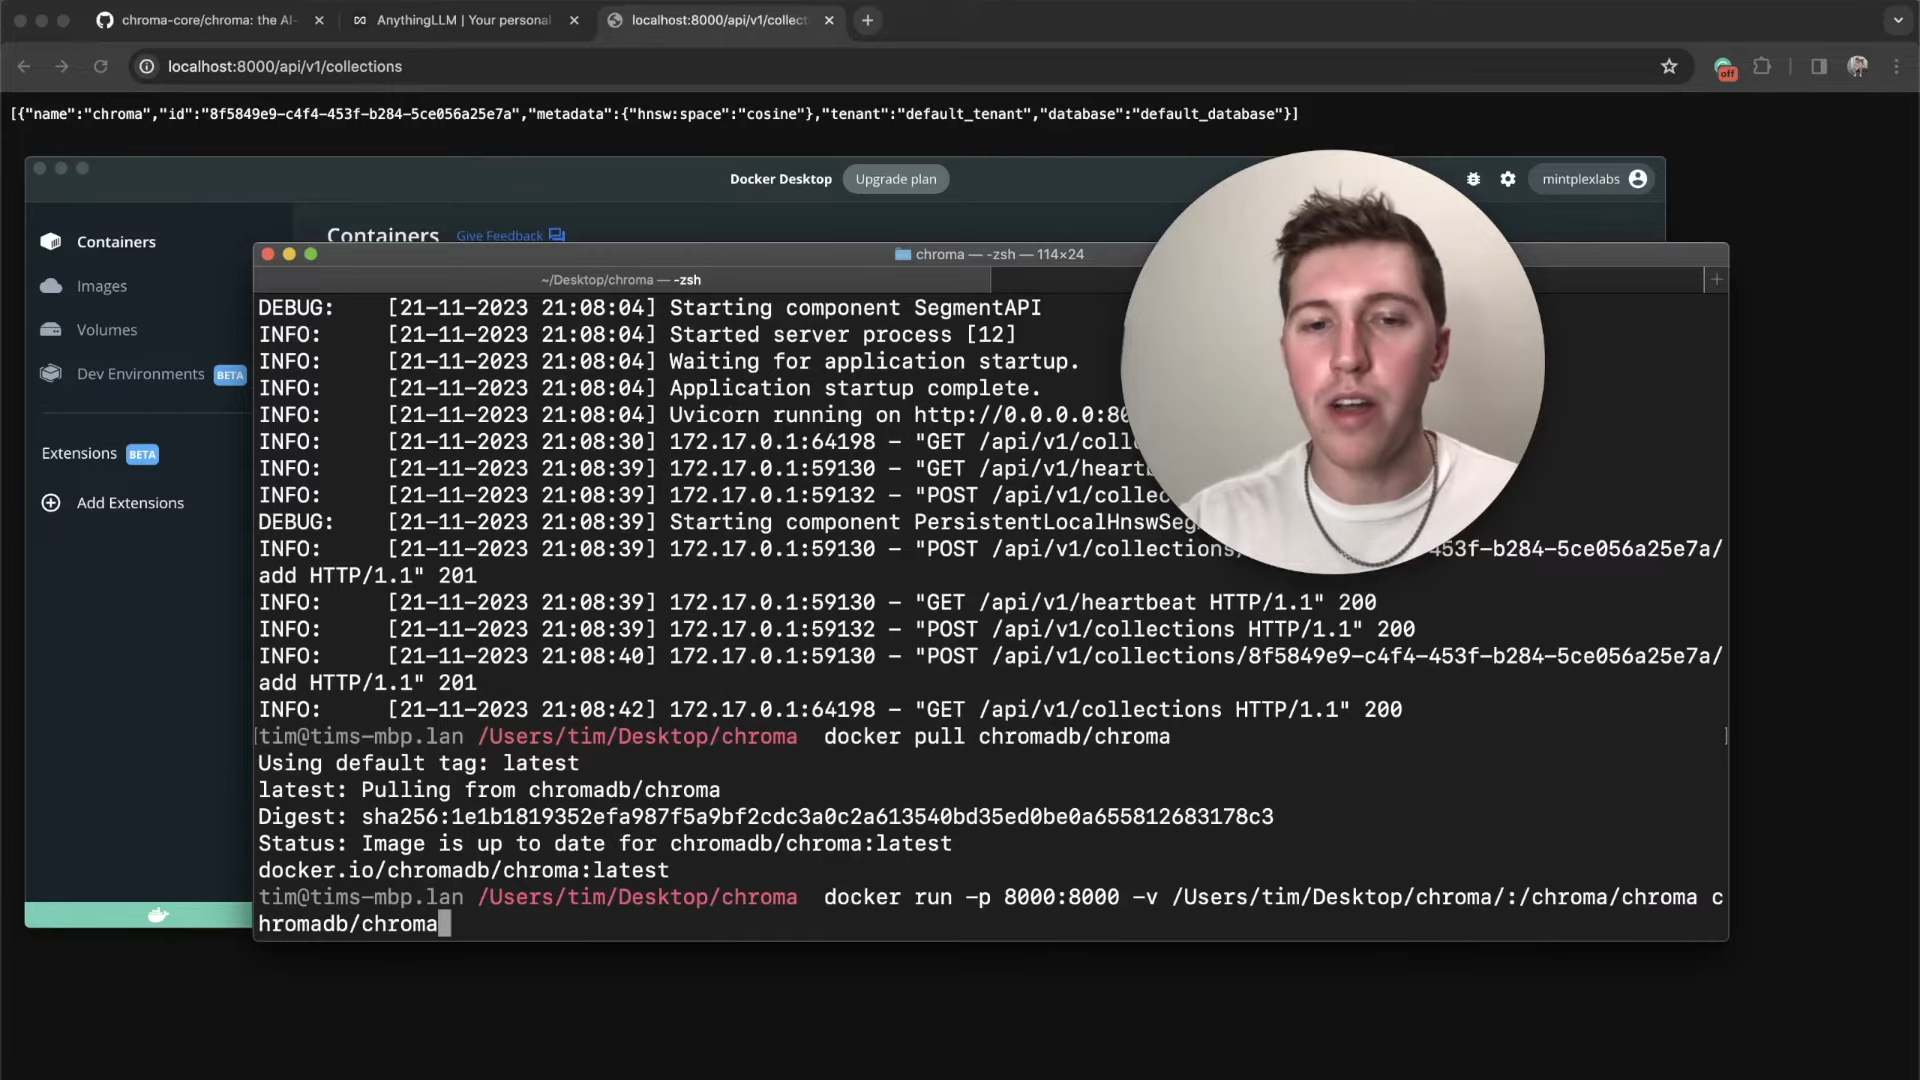 chroma-core/chroma: the AI-
AnythingLLM | Your personal
localhost:8000/api/v1/collect
localhost:8000/api/v1/collections
off
[{"name":"chroma","id":"8f5849e9-c4f4-453f-b284-5ce056a25e7a","metadata":{"hnsw:space":"cosine"},"tenant":"default_tenant","database":"default_database"}]
Docker Desktop
Upgrade plan
mintplexlabs
Containers
Images
Volumes
Dev Environments BETA
Extensions BETA
Add Extensions
Containers Give Feedback
chroma — -zsh — 114×24
~/Desktop/chroma — -zsh
DEBUG: [21-11-2023 21:08:04] Starting component SegmentAPI
INFO: [21-11-2023 21:08:04] Started server process [12]
INFO: [21-11-2023 21:08:04] Waiting for application startup.
INFO: [21-11-2023 21:08:04] Application startup complete.
INFO: [21-11-2023 21:08:04] Uvicorn running on http://0.0.0.0:80
INFO: [21-11-2023 21:08:30] 172.17.0.1:64198 - "GET /api/v1/coll
INFO: [21-11-2023 21:08:39] 172.17.0.1:59130 - "GET /api/v1/heart
INFO: [21-11-2023 21:08:39] 172.17.0.1:59132 - "POST /api/v1/collec
DEBUG: [21-11-2023 21:08:39] Starting component PersistentLocalHnswSeg
INFO: [21-11-2023 21:08:39] 172.17.0.1:59130 - "POST /api/v1/collections/ 453f-b284-5ce056a25e7a/
add HTTP/1.1" 201
INFO: [21-11-2023 21:08:39] 172.17.0.1:59130 - "GET /api/v1/heartbeat HTTP/1.1" 200
INFO: [21-11-2023 21:08:39] 172.17.0.1:59132 - "POST /api/v1/collections HTTP/1.1" 200
INFO: [21-11-2023 21:08:40] 172.17.0.1:59130 - "POST /api/v1/collections/8f5849e9-c4f4-453f-b284-5ce056a25e7a/
add HTTP/1.1" 201
INFO: [21-11-2023 21:08:42] 172.17.0.1:64198 - "GET /api/v1/collections HTTP/1.1" 200
[tim@tims-mbp.lan /Users/tim/Desktop/chroma docker pull chromadb/chroma ]
Using default tag: latest
latest: Pulling from chromadb/chroma
Digest: sha256:1e1b1819352efa987f5a9bf2cdc3a0c2a613540bd35ed0be0a655812683178c3
Status: Image is up to date for chromadb/chroma:latest
docker.io/chromadb/chroma:latest
tim@tims-mbp.lan /Users/tim/Desktop/chroma docker run -p 8000:8000 -v /Users/tim/Desktop/chroma/:/chroma/chroma c
hromadb/chroma